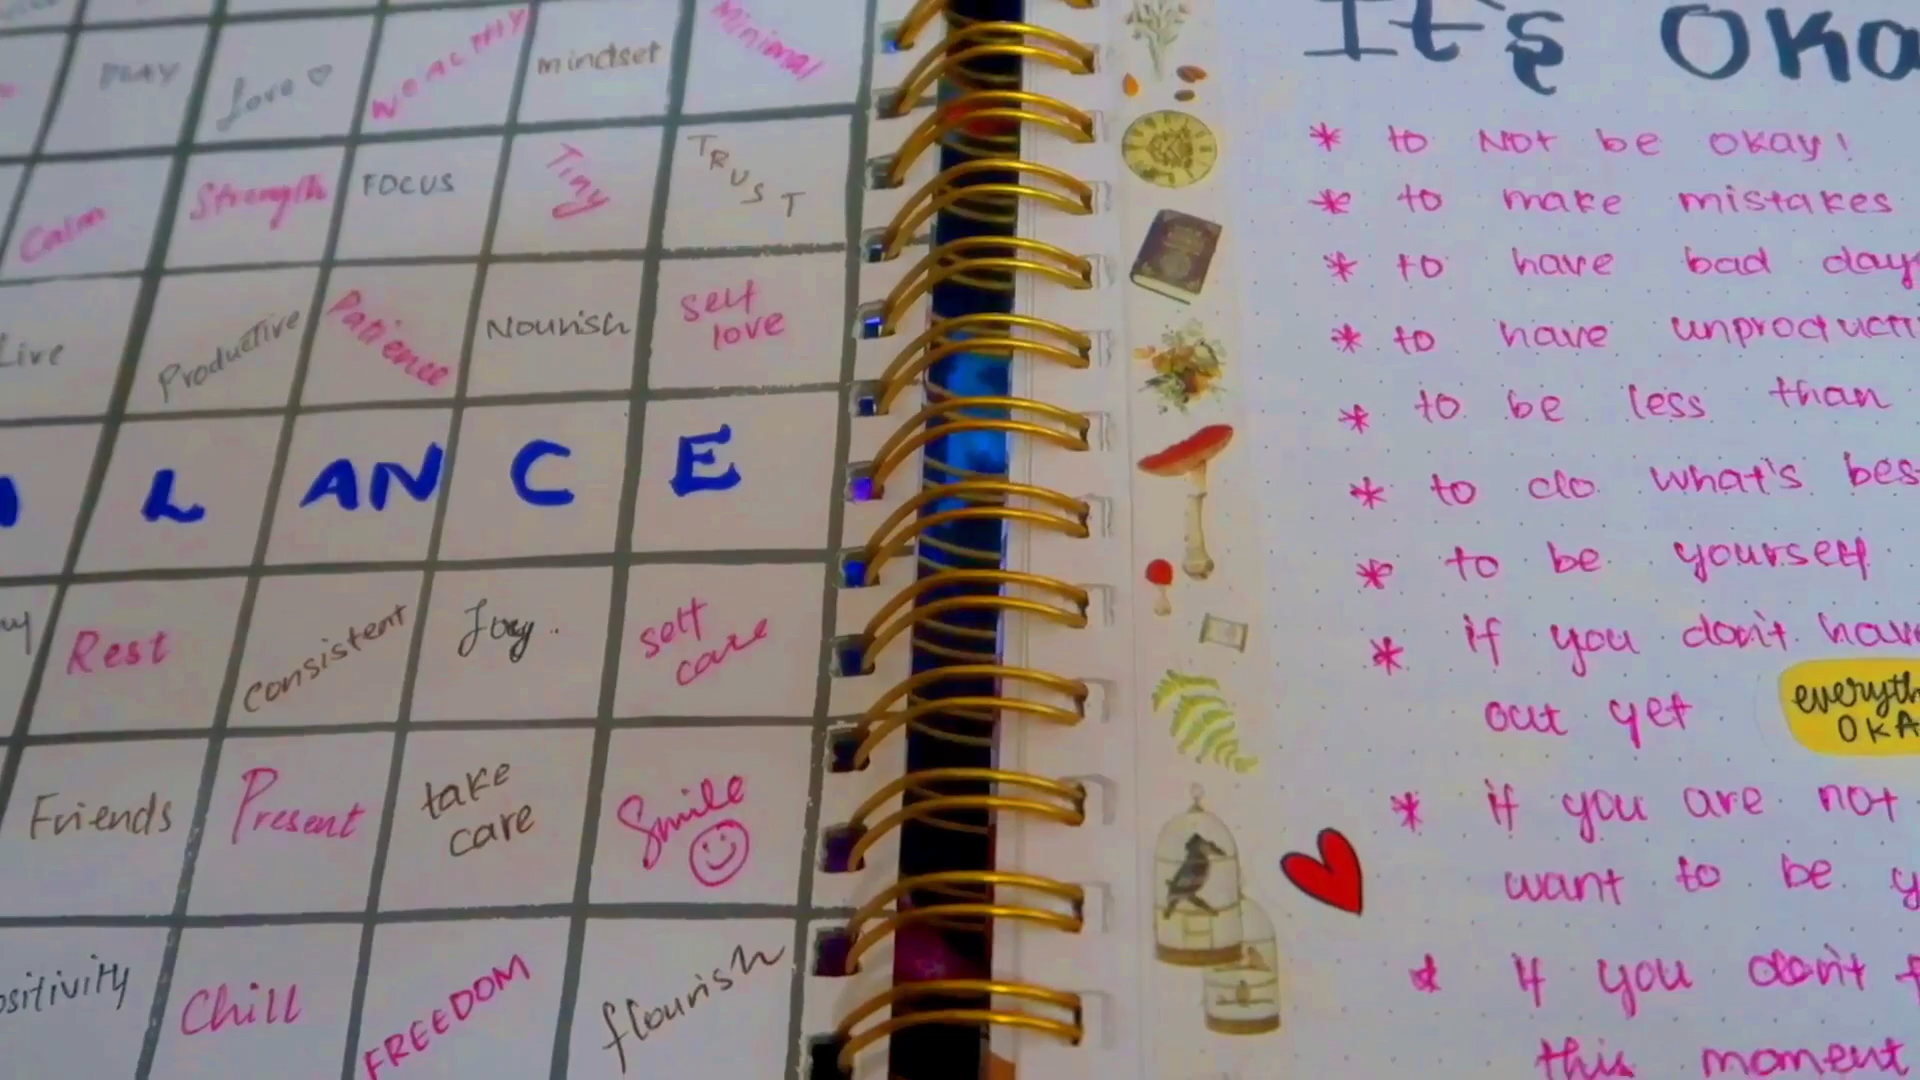 PLAY
Love
WEALTHY
mindset
Minimal
Calm
Strength
FOCUS
Tiny
TRUST
Live
Productive
Patience
Nourish
self
love
L AN C E
Rest
consistent
Joy..
self
care
Friends
Present
take
care
Smile
ositivity
Chill
FREEDOM
flourish
It's Oka
* to NOt be okay!
* to make mistakes
* to have bad day
* to have unproducti
* to be less than
* to do what's bes
* to be yourself
* if you don't hav
out yet
everyth
OKA
* if you are not
want to be y
* if you don't f
this moment